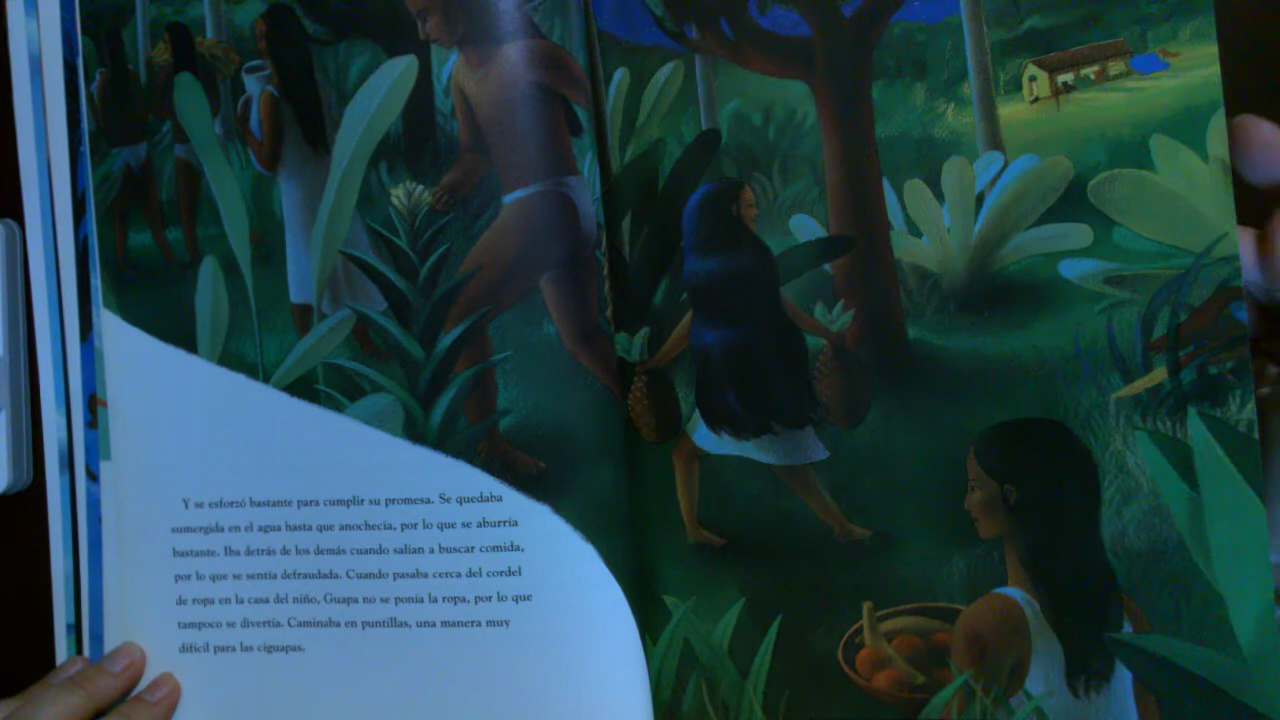 Y se esforzó bastante para cumplir su promesa. Se quedaba
sumergida en el agua hasta que anochecía, por lo que se aburría
bastante. Iba detrás de los demás cuando salían a buscar comida,
por lo que se sentía defraudada. Cuando pasaba cerca del cordel
de ropa en la casa del niño, Guapa no se ponía la ropa, por lo que
tampoco se divertía. Caminaba en puntillas, una manera muy
difícil para las ciguapas.